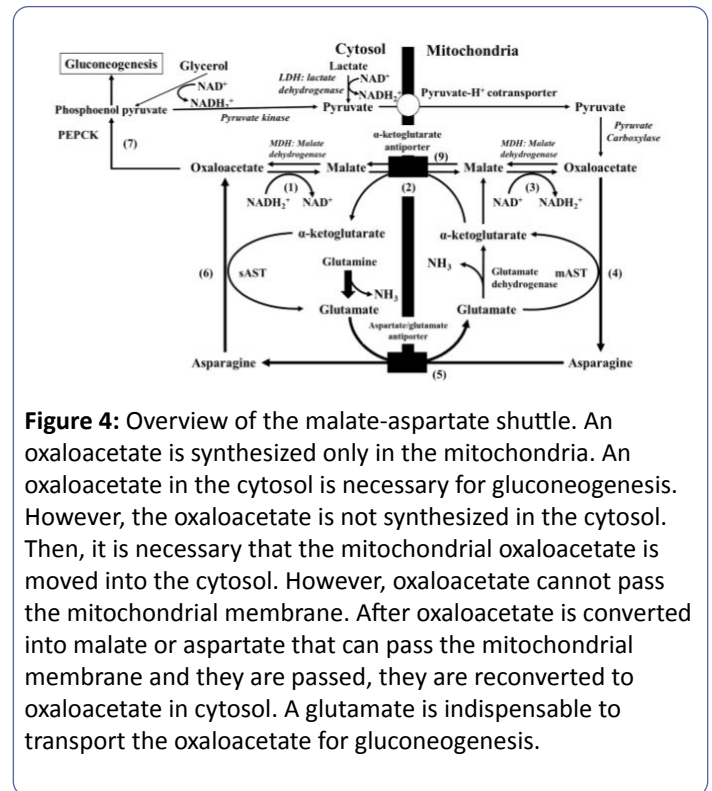 Cytosol Mitochondria
Gluconeogenesis
Glycerol
Lactate
NAD⁺
NADH₂⁺
LDH: lactate
dehydrogenase
NAD⁺
NADH₂⁺
Phosphoenol pyruvate
Pyruvate kinase
Pyruvate
Pyruvate-H⁺ cotransporter
Pyruvate
PEPCK
(7)
α-ketoglutarate
antiporter
Pyruvate
Carboxylase
MDH: Malate
dehydrogenase
(9)
MDH: Malate
dehydrogenase
Oxaloacetate
Malate
Malate
Oxaloacetate
(1)
(2)
(3)
NADH₂⁺
NAD⁺
NAD⁺
NADH₂⁺
α-ketoglutarate
α-ketoglutarate
(6)
sAST
Glutamine
NH₃
NH₃
Glutamate
dehydrogenase
mAST
(4)
Glutamate
Glutamate
Aspartate/glutamate
antiporter
Asparagine
(5)
Asparagine
Figure 4: Overview of the malate-aspartate shuttle. An
oxaloacetate is synthesized only in the mitochondria. An
oxaloacetate in the cytosol is necessary for gluconeogenesis.
However, the oxaloacetate is not synthesized in the cytosol.
Then, it is necessary that the mitochondrial oxaloacetate is
moved into the cytosol. However, oxaloacetate cannot pass
the mitochondrial membrane. After oxaloacetate is converted
into malate or aspartate that can pass the mitochondrial
membrane and they are passed, they are reconverted to
oxaloacetate in cytosol. A glutamate is indispensable to
transport the oxaloacetate for gluconeogenesis.